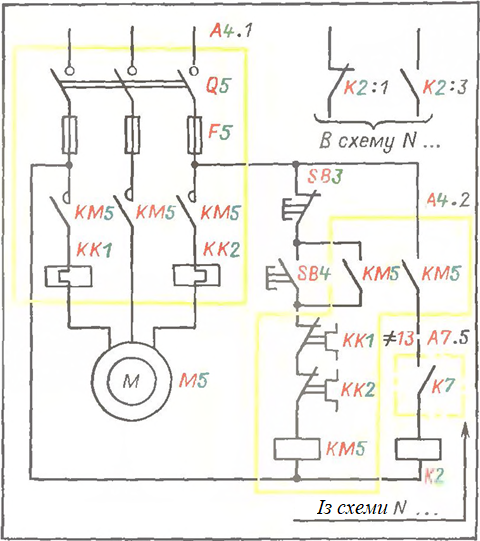 A4.1
Q5
K2:1 K2:3
F5
В схему N ...
SB3
A4.2
KM5 KM5 KM5
KK1 KK2
SB4 KM5 KM5
KK1 ≠13 A7.5
M M5
KK2 K7
KM5
K2
Із схеми N ...